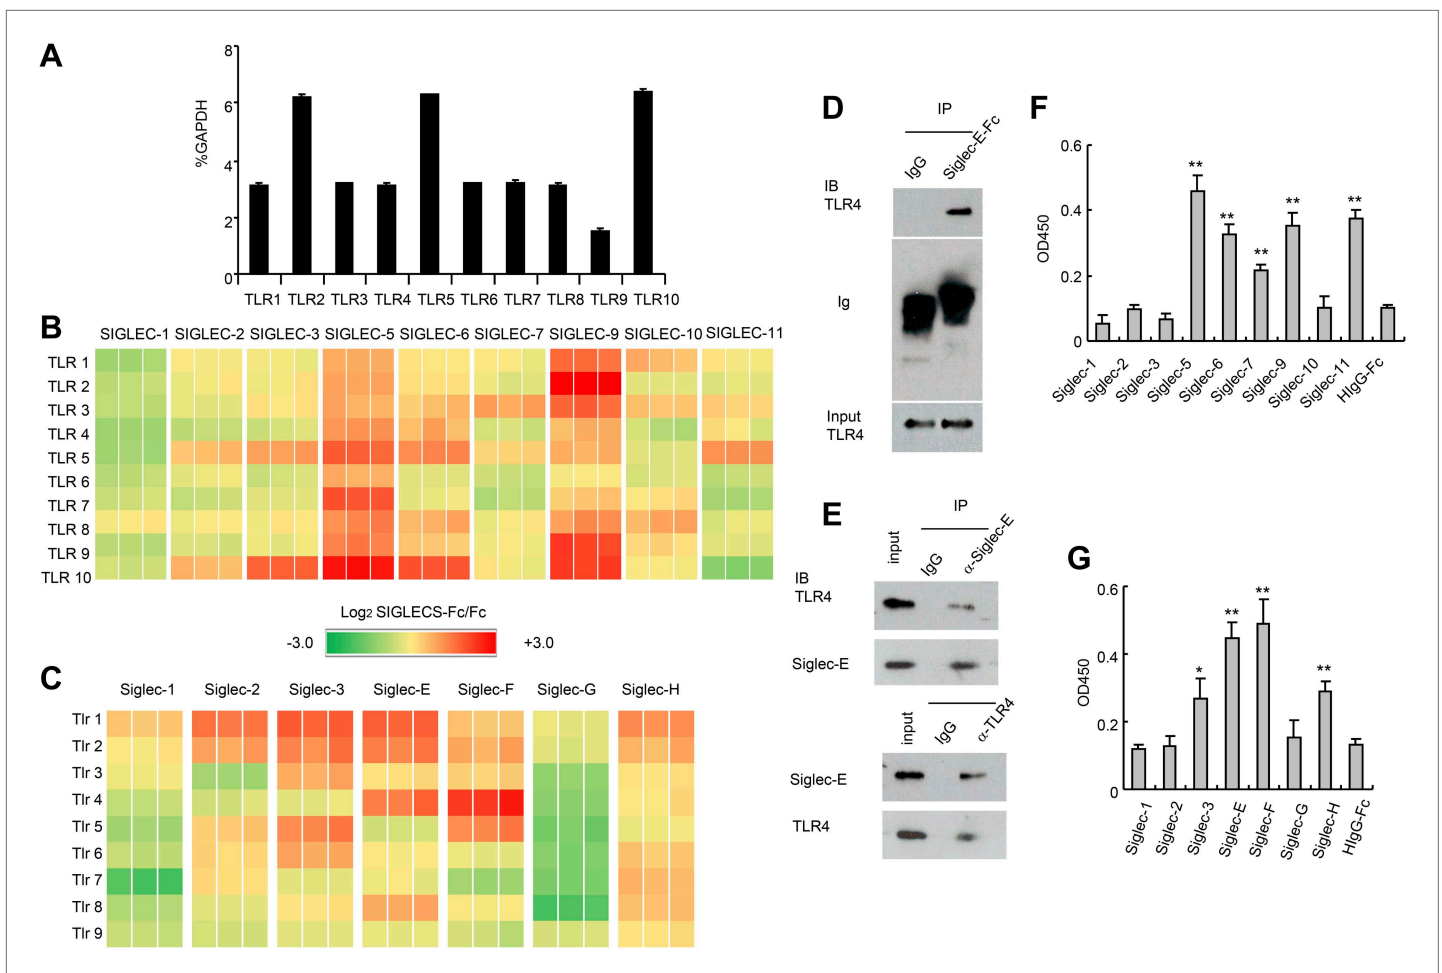 A
%GAPDH
8
6
4
2
0
TLR1 TLR2 TLR3 TLR4 TLR5 TLR6 TLR7 TLR8 TLR9 TLR10
B
SIGLEC-1 SIGLEC-2 SIGLEC-3 SIGLEC-5 SIGLEC-6 SIGLEC-7 SIGLEC-9 SIGLEC-10 SIGLEC-11
TLR 1
TLR 2
TLR 3
TLR 4
TLR 5
TLR 6
TLR 7
TLR 8
TLR 9
TLR 10
Log2 SIGLECS-Fc/Fc
-3.0 +3.0
C
Siglec-1 Siglec-2 Siglec-3 Siglec-E Siglec-F Siglec-G Siglec-H
Tlr 1
Tlr 2
Tlr 3
Tlr 4
Tlr 5
Tlr 6
Tlr 7
Tlr 8
Tlr 9
D
IP
IgG Siglec-E-Fc
IB
TLR4
Ig
Input
TLR4
E
IP
input IgG α-Siglec-E
IB
TLR4
Siglec-E
input IgG α-TLR4
Siglec-E
TLR4
F
OD450
0.6
0.4
0.2
0
** ** ** ** **
Siglec-1 Siglec-2 Siglec-3 Siglec-5 Siglec-6 Siglec-7 Siglec-9 Siglec-10 Siglec-11 HIgG-Fc
G
OD450
0.6
0.4
0.2
0
* ** ** **
Siglec-1 Siglec-2 Siglec-3 Siglec-E Siglec-F Siglec-G Siglec-H HIgG-Fc